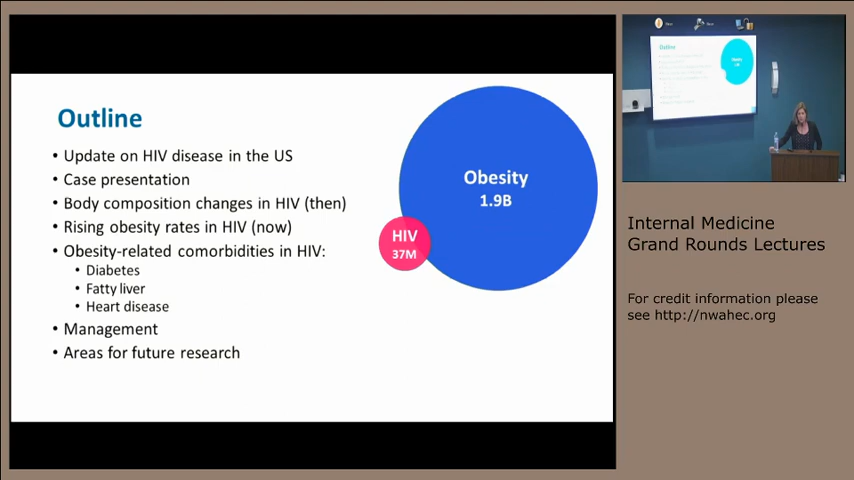 Outline
• Update on HIV disease in the US
• Case presentation
• Body composition changes in HIV (then)
• Rising obesity rates in HIV (now)
• Obesity-related comorbidities in HIV:
• Diabetes
• Fatty liver
• Heart disease
• Management
• Areas for future research
Obesity
1.9B
HIV
37M
Outline
Internal Medicine
Grand Rounds Lectures
For credit information please
see http://nwahec.org